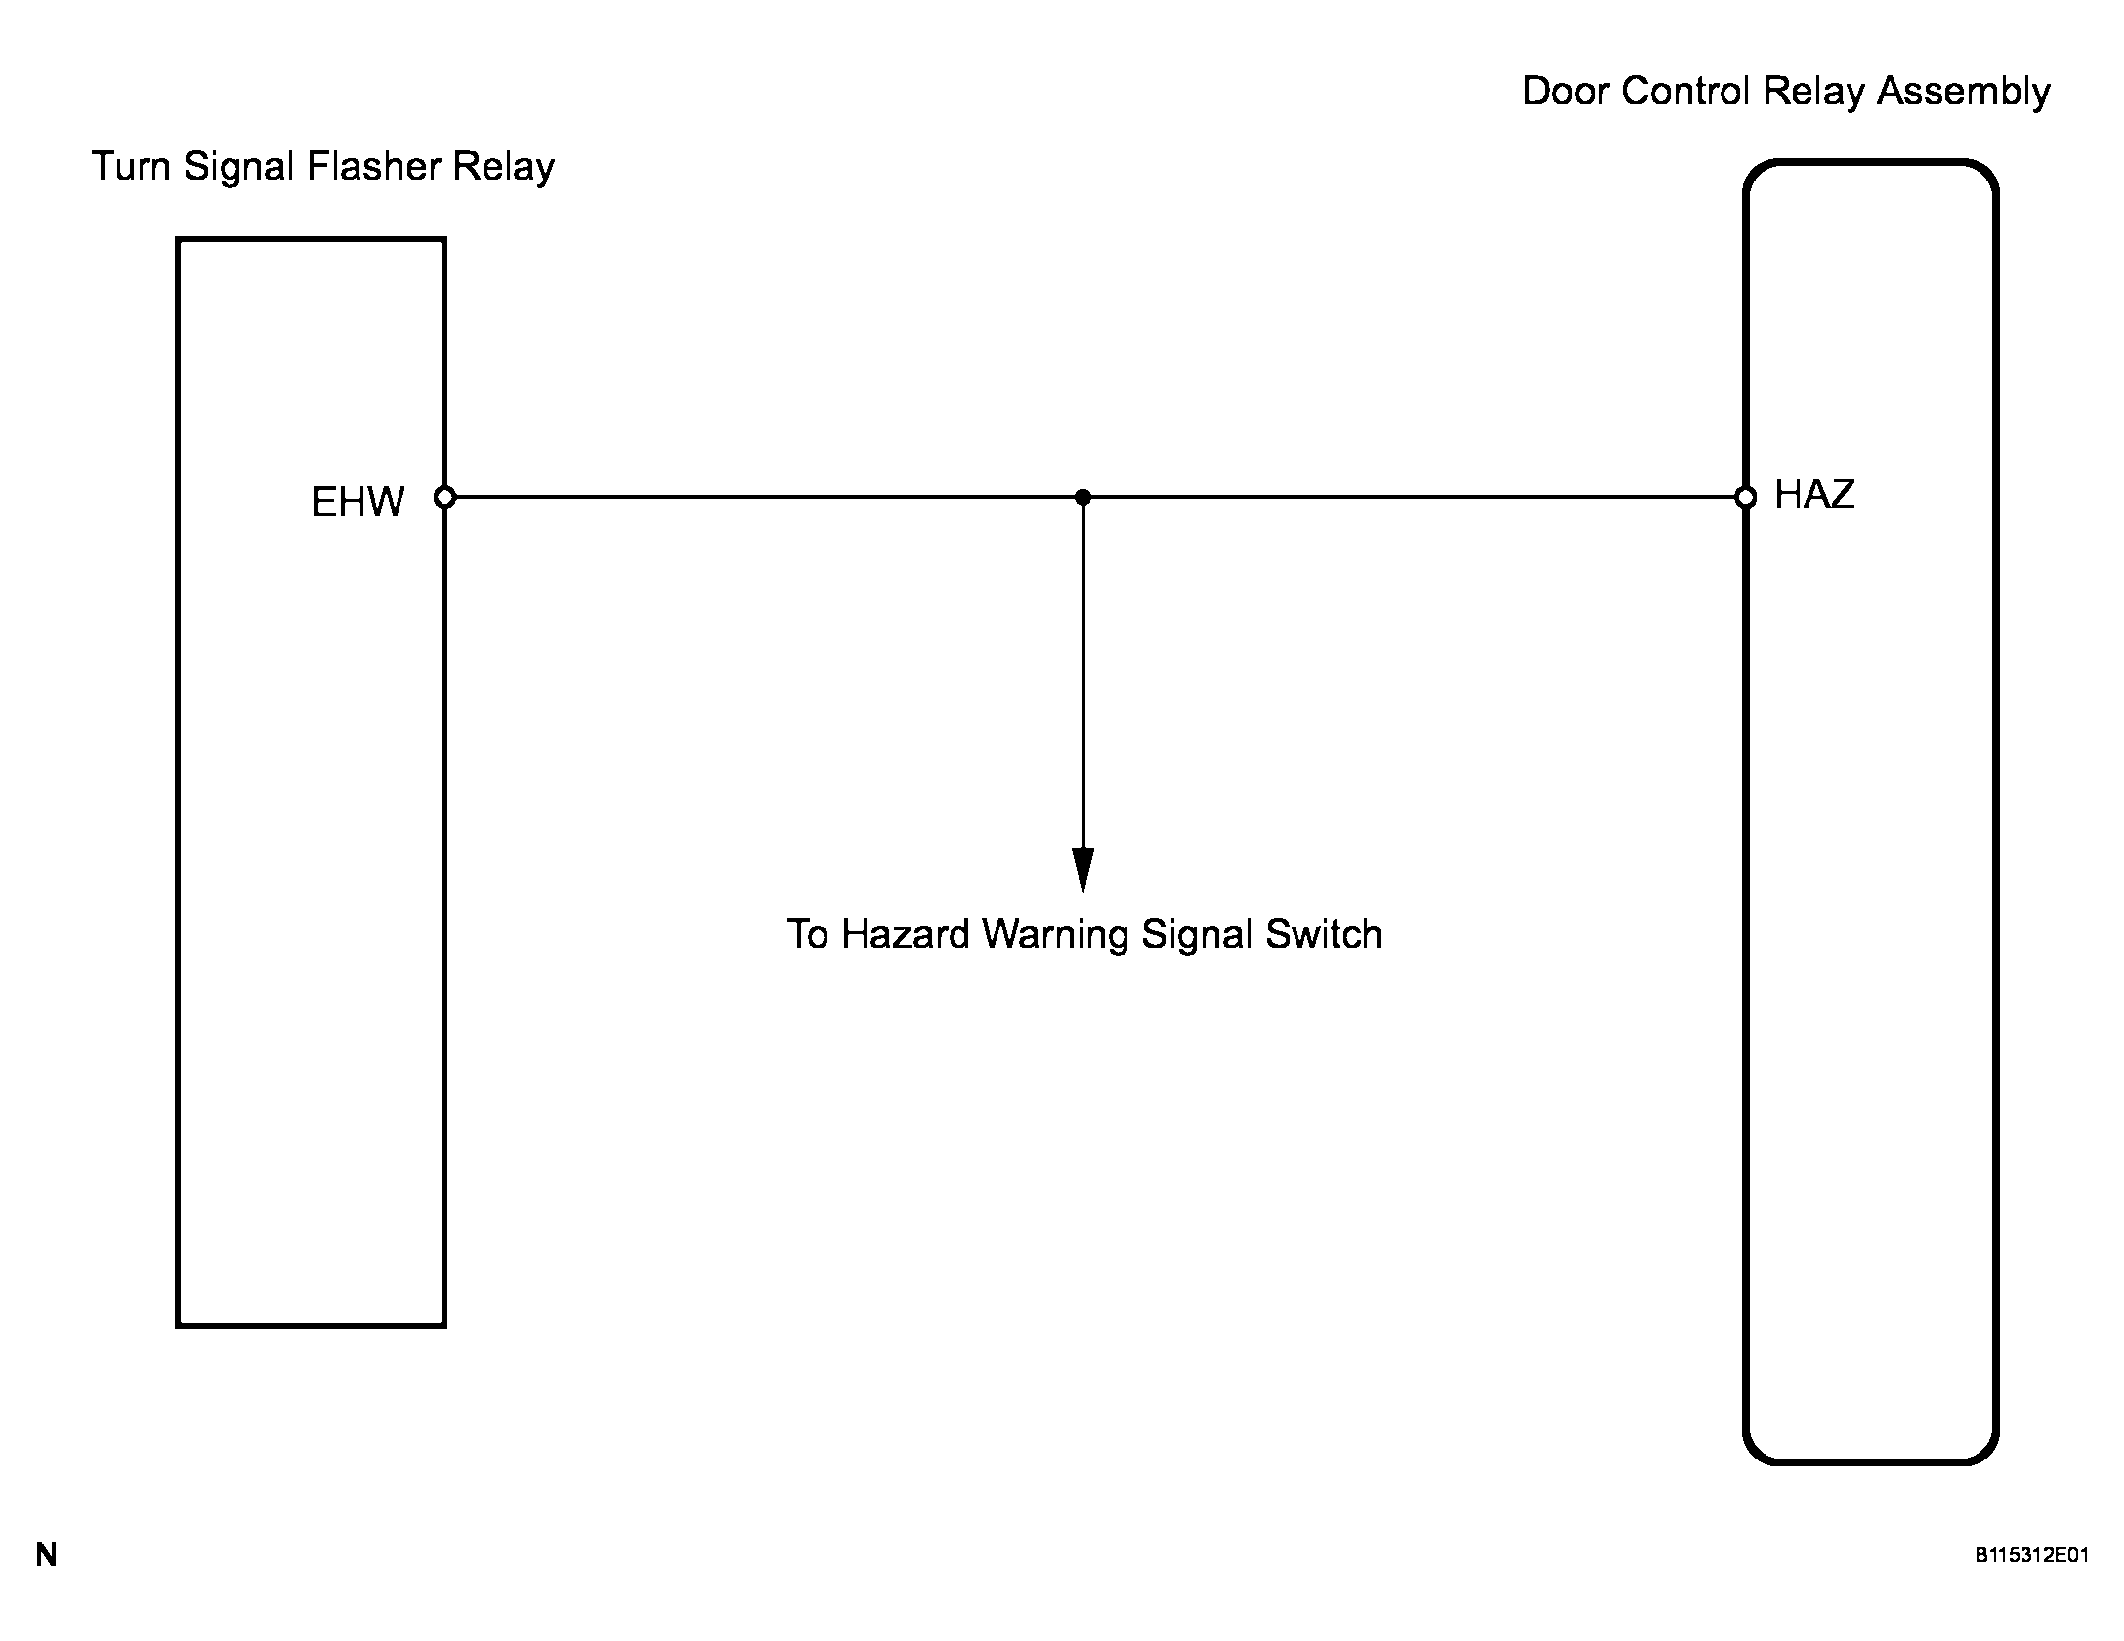 Door Control Relay Assembly
Turn Signal Flasher Relay
EHW
HAZ
To Hazard Warning Signal Switch
N
B115312E01